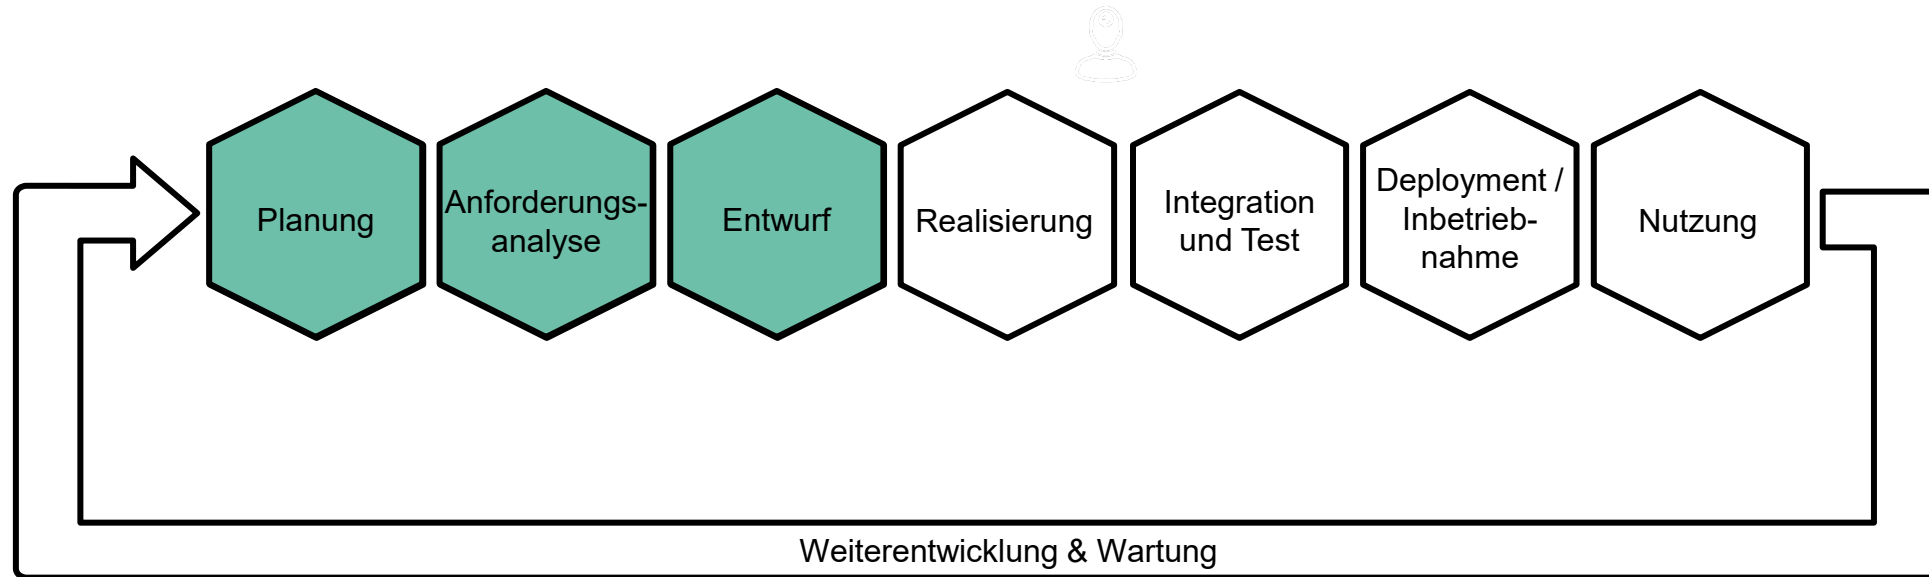 Planung
Anforderungs-
analyse
Entwurf
Realisierung
Integration
und Test
Deployment /
Inbetrieb-
nahme
Nutzung
Weiterentwicklung & Wartung